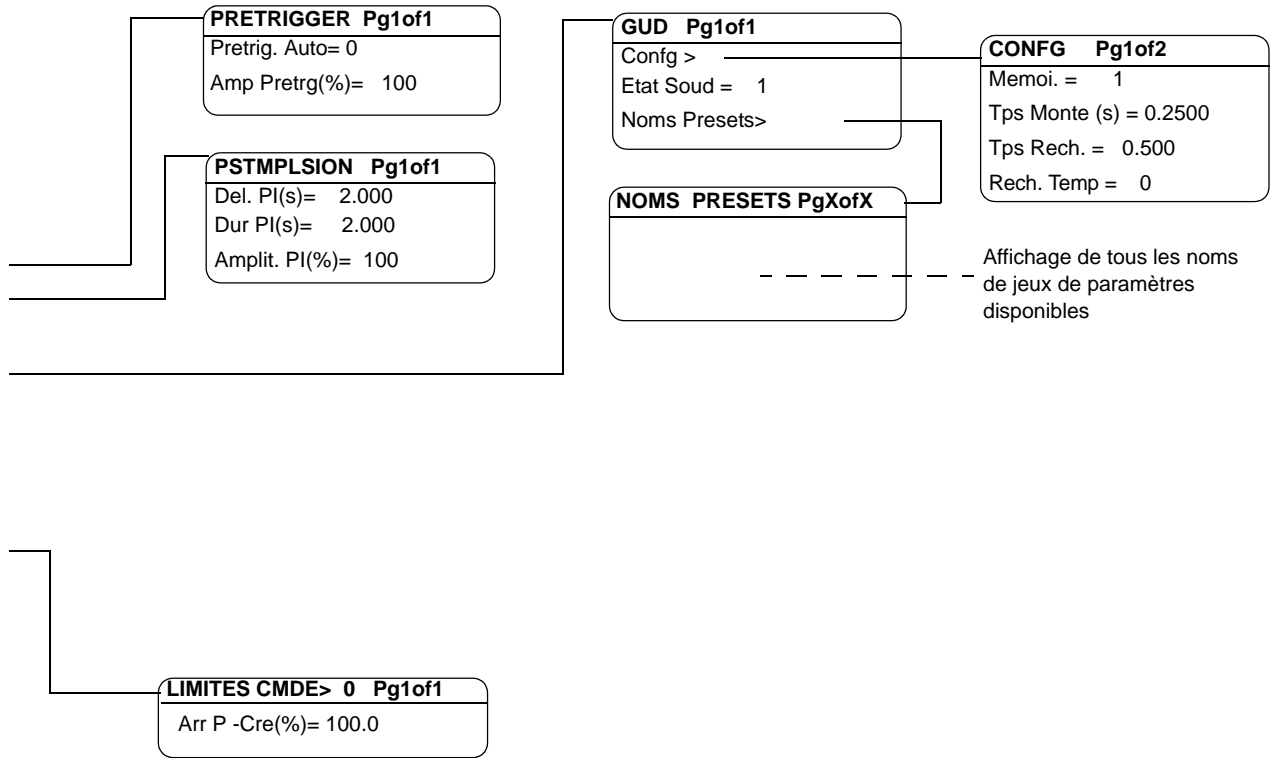 PRETRIGGER Pg1of1
Pretrig. Auto= 0
Amp Pretrg(%)= 100
PSTMPLSION Pg1of1
Del. PI(s)= 2.000
Dur PI(s)= 2.000
Amplit. PI(%)= 100
GUD Pg1of1
Confg >
Etat Soud = 1
Noms Presets>
NOMS PRESETS PgXofX
CONFG Pg1of2
Memoi. = 1
Tps Monte (s) = 0.2500
Tps Rech. = 0.500
Rech. Temp = 0
Affichage de tous les noms
de jeux de paramètres
disponibles
LIMITES CMDE> 0 Pg1of1
Arr P -Cre(%)= 100.0